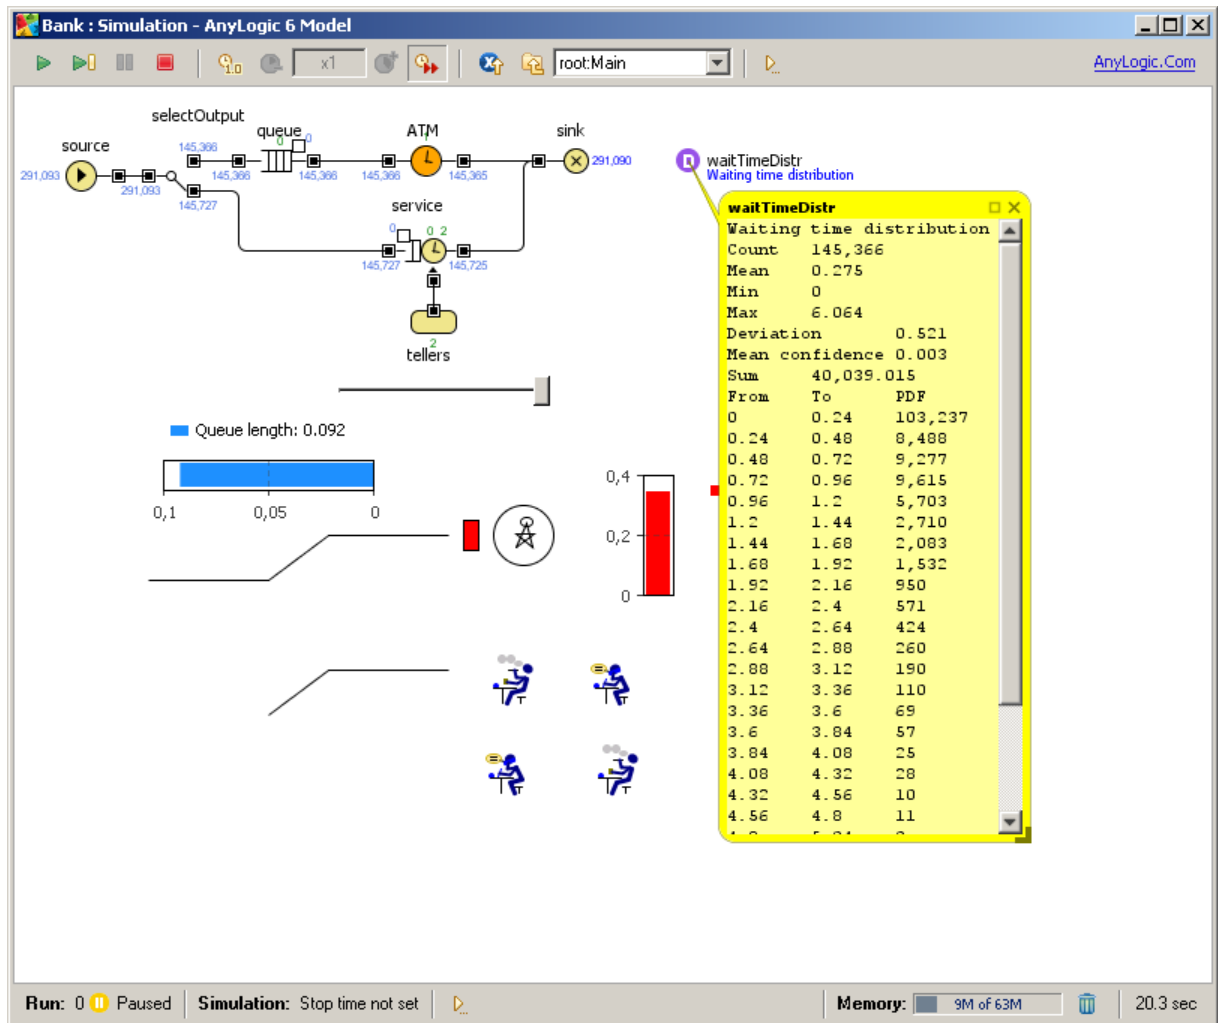 Bank : Simulation - AnyLogic 6 Model
1.0
x1
root:Main
AnyLogic.Com
selectOutput
source
queue
ATM
sink
145,366
0
0
1
291,093
291,093
145,366
145,366
145,366
145,365
291,090
145,727
service
0
0 2
145,727
145,725
2
tellers
waitTimeDistr
Waiting time distribution
waitTimeDistr
Waiting time distribution
Count 145,366
Mean 0.275
Min 0
Max 6.064
Deviation 0.521
Mean confidence 0.003
Sum 40,039.015
From To PDF
0 0.24 103,237
0.24 0.48 8,488
0.48 0.72 9,277
0.72 0.96 9,615
0.96 1.2 5,703
1.2 1.44 2,710
1.44 1.68 2,083
1.68 1.92 1,532
1.92 2.16 950
2.16 2.4 571
2.4 2.64 424
2.64 2.88 260
2.88 3.12 190
3.12 3.36 110
3.36 3.6 69
3.6 3.84 57
3.84 4.08 25
4.08 4.32 28
4.32 4.56 10
4.56 4.8 11
Queue length: 0.092
0,1 0,05 0
0,4
0,2
0
Run: 0 Paused Simulation: Stop time not set Memory: 9M of 63M 20.3 sec